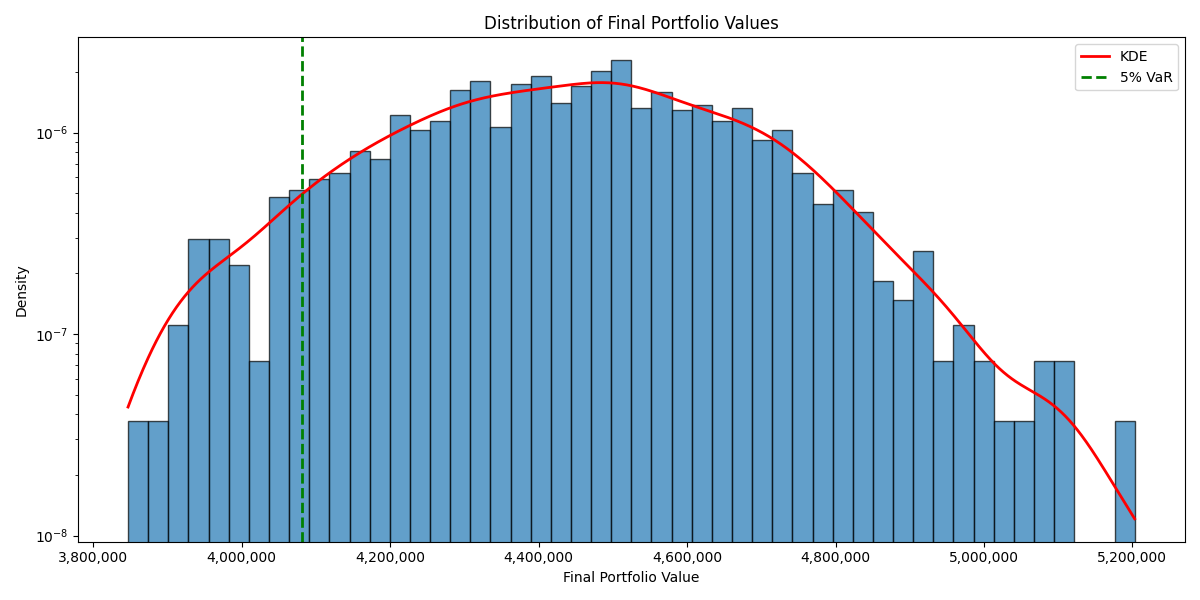 Distribution of Final Portfolio Values
KDE
5% VaR
Density
10⁻⁶
10⁻⁷
10⁻⁸
3,800,000 4,000,000 4,200,000 4,400,000 4,600,000 4,800,000 5,000,000 5,200,000
Final Portfolio Value